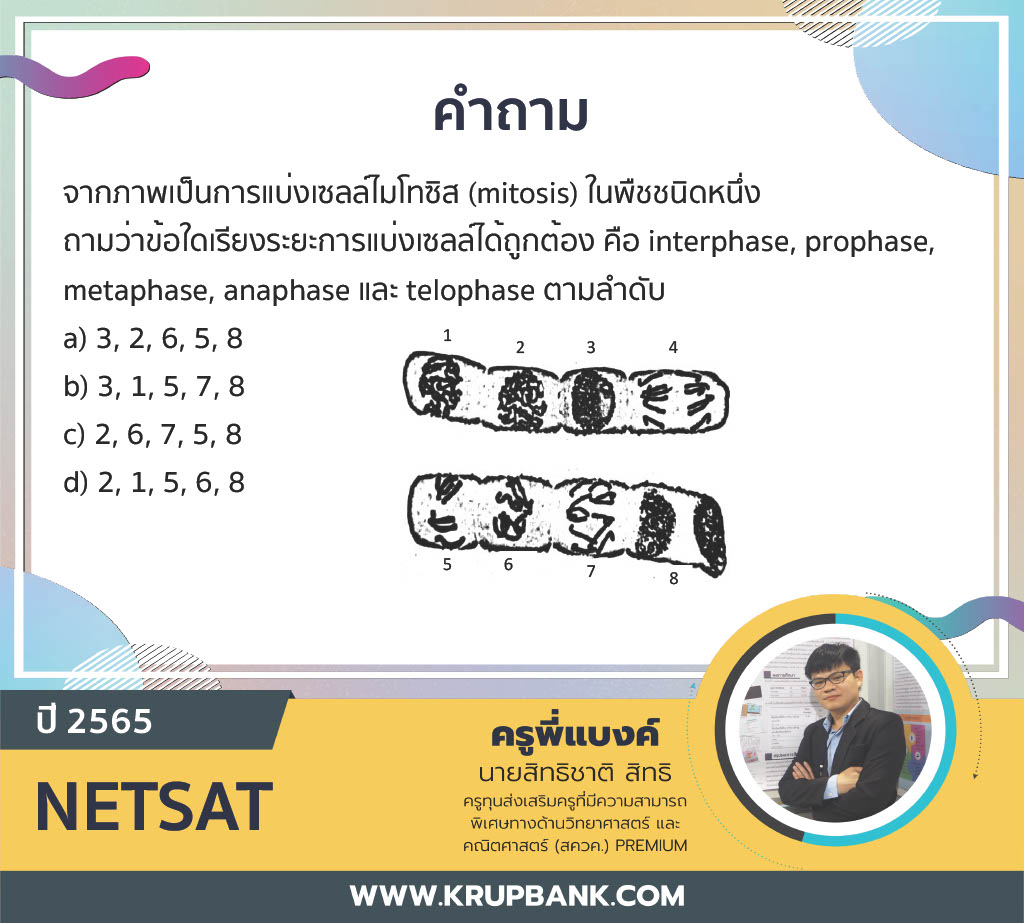 คำถาม
จากภาพเป็นการแบ่งเซลล์ไมโทซิส (mitosis) ในพืชชนิดหนึ่ง
ถามว่าข้อใดเรียงระยะการแบ่งเซลล์ได้ถูกต้อง คือ interphase, prophase,
metaphase, anaphase และ telophase ตามลำดับ
a) 3, 2, 6, 5, 8
b) 3, 1, 5, 7, 8
c) 2, 6, 7, 5, 8
d) 2, 1, 5, 6, 8
1 2 3 4
5 6 7 8
ปี 2565
NETSAT
ครูพี่แบงค์
นายสิทธิชาติ สิทธิ
ครูทุนส่งเสริมครูที่มีความสามารถ
พิเศษทางด้านวิทยาศาสตร์ และ
คณิตศาสตร์ (สควค.) PREMIUM
WWW.KRUPBANK.COM